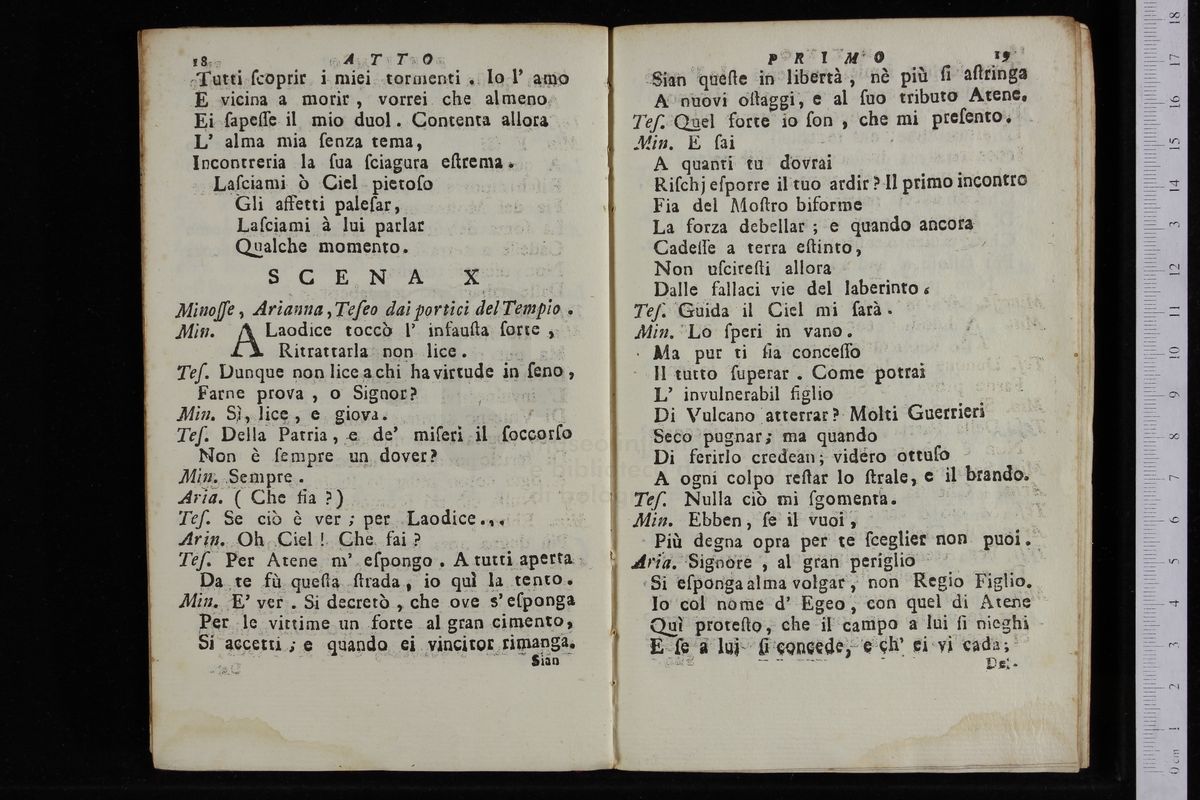 18 ATTO
Tutti ſcoprir i miei tormenti . Io l' amo
E vicina a morir , vorrei che almeno
Ei ſapeſſe il mio duol . Contenta allora
L' alma mia ſenza tema,
Incontreria la ſua ſciagura eſtrema .
Laſciami ò Ciel pietoſo
Gli affetti paleſar,
Laſciami à lui parlar
Qualche momento.
SCENA X
Minoſſe , Arianna , Teſeo dai portici del Tempio .
Min. ALaodice toccò l' infauſta ſorte ,
Ritrattarla non lice .
Teſ. Dunque non lice a chi ha virtude in ſeno ,
Farne prova , o Signor?
Min. Sì, lice , e giova.
Teſ. Della Patria , e de' miſeri il ſoccorſo
Non è ſempre un dover?
Min. Sempre .
Aria. ( Che ſia ?)
Teſ. Se ciò è ver ; per Laodice...
Arin. Oh Ciel ! Che fai ?
Teſ. Per Atene m' eſpongo . A tutti aperta
Da te fù queſta ſtrada , io quì la tento .
Min. E' ver . Si decretò , che ove s' eſponga
Per le vittime un forte al gran cimento,
Si accetti ; e quando ei vincitor rimanga.
Sian
PRIMO 19
Sian queſte in libertà , nè più ſi aſtringa
A nuovi oſtaggi, e al ſuo tributo Atene.
Teſ. Quel forte io ſon , che mi preſento.
Min. E ſai
A quanti tu dovrai
Riſchj eſporre il tuo ardir ? Il primo incontro
Fia del Moſtro biforme
La forza debellar ; e quando ancora
Cadeſſe a terra eſtinto,
Non uſcireſti allora
Dalle fallaci vie del laberinto.
Teſ. Guida il Ciel mi ſarà .
Min. Lo ſperi in vano.
Ma pur ti ſia conceſſo
Il tutto ſuperar . Come potrai
L' invulnerabil figlio
Di Vulcano atterrar? Molti Guerrieri
Seco pugnar; ma quando
Di ferirlo credean; videro ottuſo
A ogni colpo reſtar lo ſtrale, e il brando.
Teſ. Nulla ciò mi ſgomenta.
Min. Ebben, ſe il vuoi ,
Più degna opra per te ſceglier non puoi.
Aria. Signore , al gran periglio
Si eſponga alma volgar, non Regio Figlio.
Io col nome d' Egeo, con quel di Atene
Quì proteſto, che il campo a lui ſi nieghi
E ſe a lui ſi concede, e ch' ei vi cada;
Del-